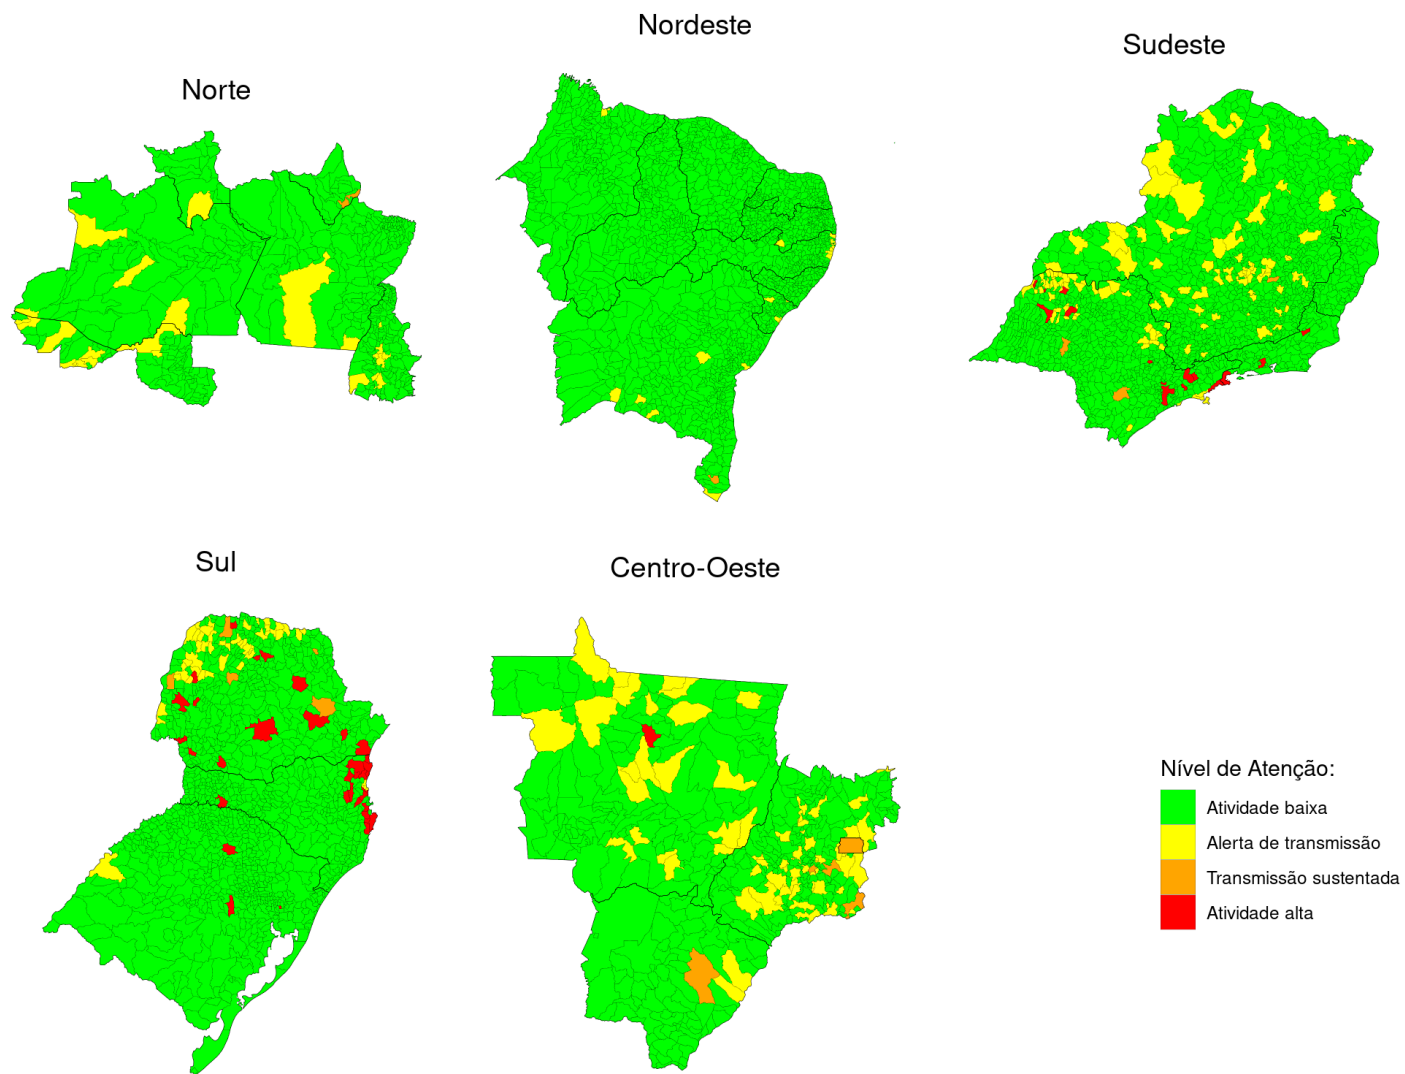 Nordeste
Sudeste
Norte
Sul
Centro-Oeste
Nível de Atenção:
Atividade baixa
Alerta de transmissão
Transmissão sustentada
Atividade alta